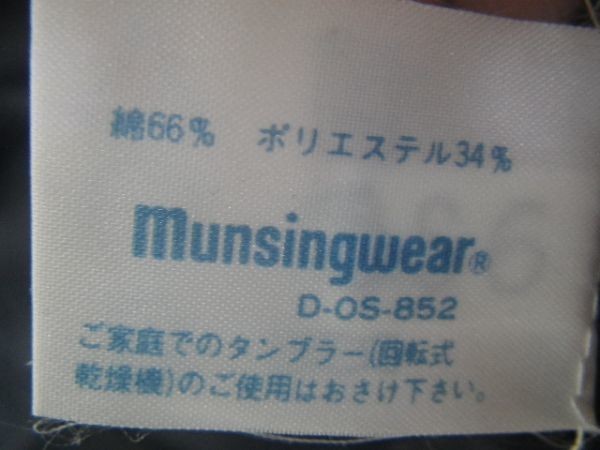 綿66% ポリエステル34%
munsingwear®
D-OS-852
ご家庭でのタンブラー(回転式
乾燥機)のご使用はおさけ下さい。